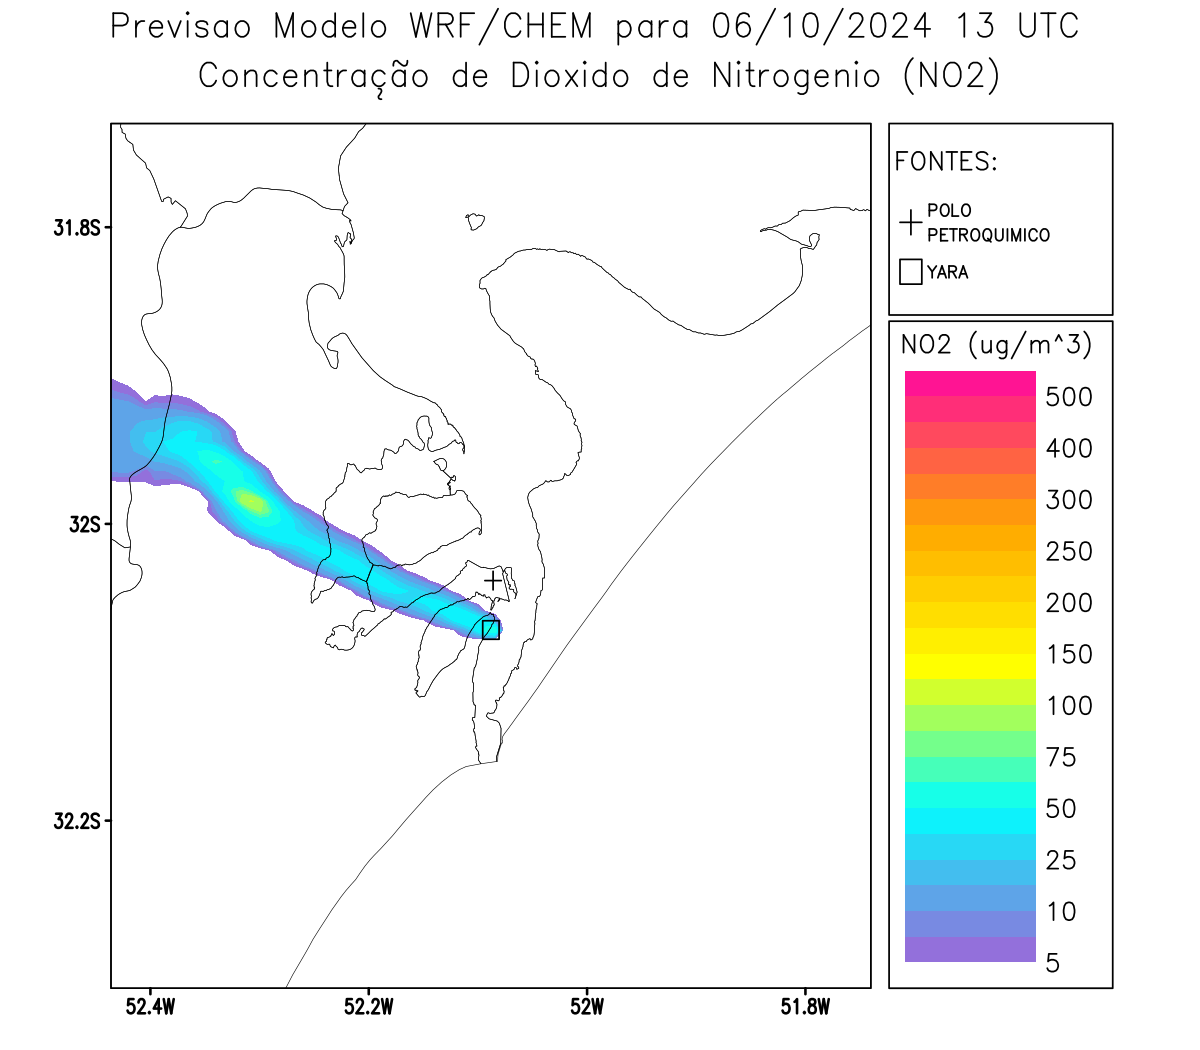 Previsao Modelo WRF/CHEM para 06/10/2024 13 UTC
Concentração de Dioxido de Nitrogenio (NO2)
FONTES:
POLO
PETROQUIMICO
YARA
31.8S
32S
32.2S
52.4W
52.2W
52W
51.8W
NO2 (ug/m^3)
500
400
300
250
200
150
100
75
50
25
10
5